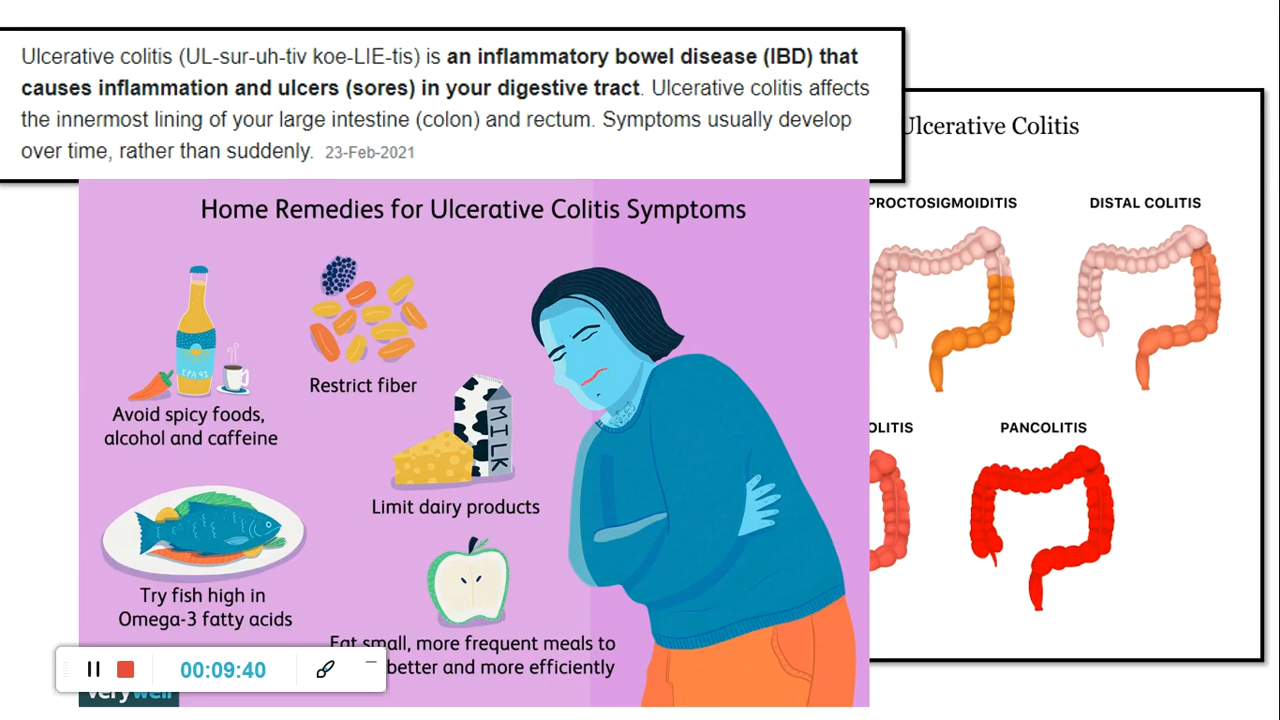 Ulcerative colitis (UL-sur-uh-tiv koe-LIE-tis) is an inflammatory bowel disease (IBD) that
causes inflammation and ulcers (sores) in your digestive tract. Ulcerative colitis affects
the innermost lining of your large intestine (colon) and rectum. Symptoms usually develop
over time, rather than suddenly. 23-Feb-2021
Ulcerative Colitis
PROCTOSIGMOIDITIS
DISTAL COLITIS
OLITIS
PANCOLITIS
Home Remedies for Ulcerative Colitis Symptoms
IPA 42
Avoid spicy foods,
alcohol and caffeine
Restrict fiber
MILK
Limit dairy products
Try fish high in
Omega-3 fatty acids
Eat small, more frequent meals to
better and more efficiently
00:09:40
verywell